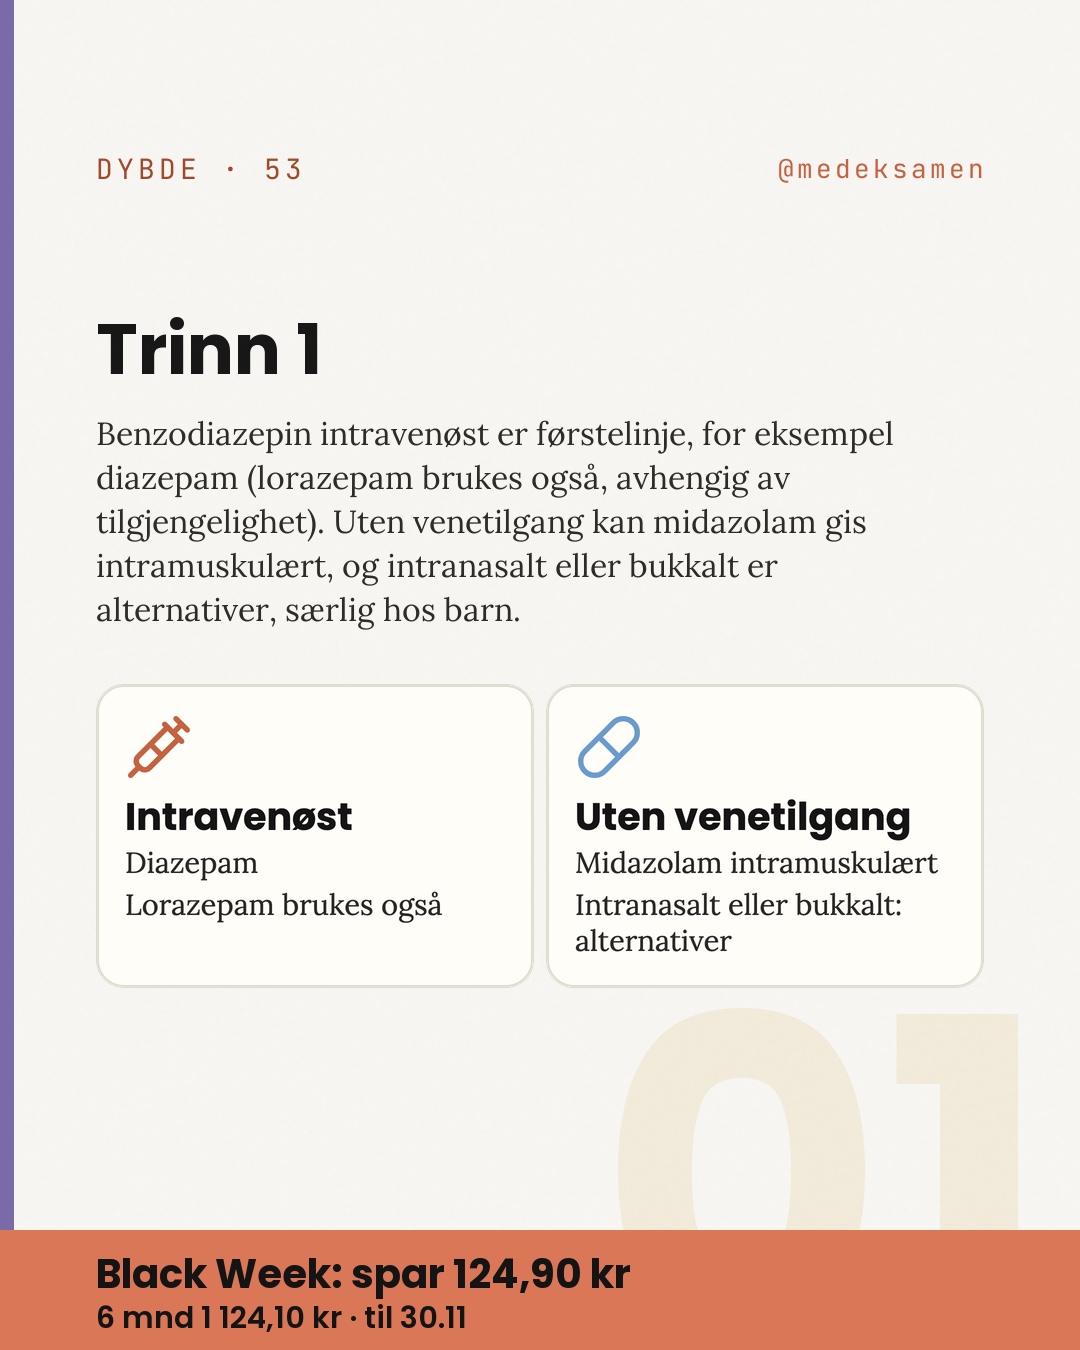 DYBDE · 53
@medeksamen
Trinn 1
Benzodiazepin intravenøst er førstelinje, for eksempel
diazepam (lorazepam brukes også, avhengig av
tilgjengelighet). Uten venetilgang kan midazolam gis
intramuskulært, og intranasalt eller bukkalt er
alternativer, særlig hos barn.
Intravenøst
Diazepam
Lorazepam brukes også
Uten venetilgang
Midazolam intramuskulært
Intranasalt eller bukkalt:
alternativer
01
Black Week: spar 124,90 kr
6 mnd 1 124,10 kr · til 30.11